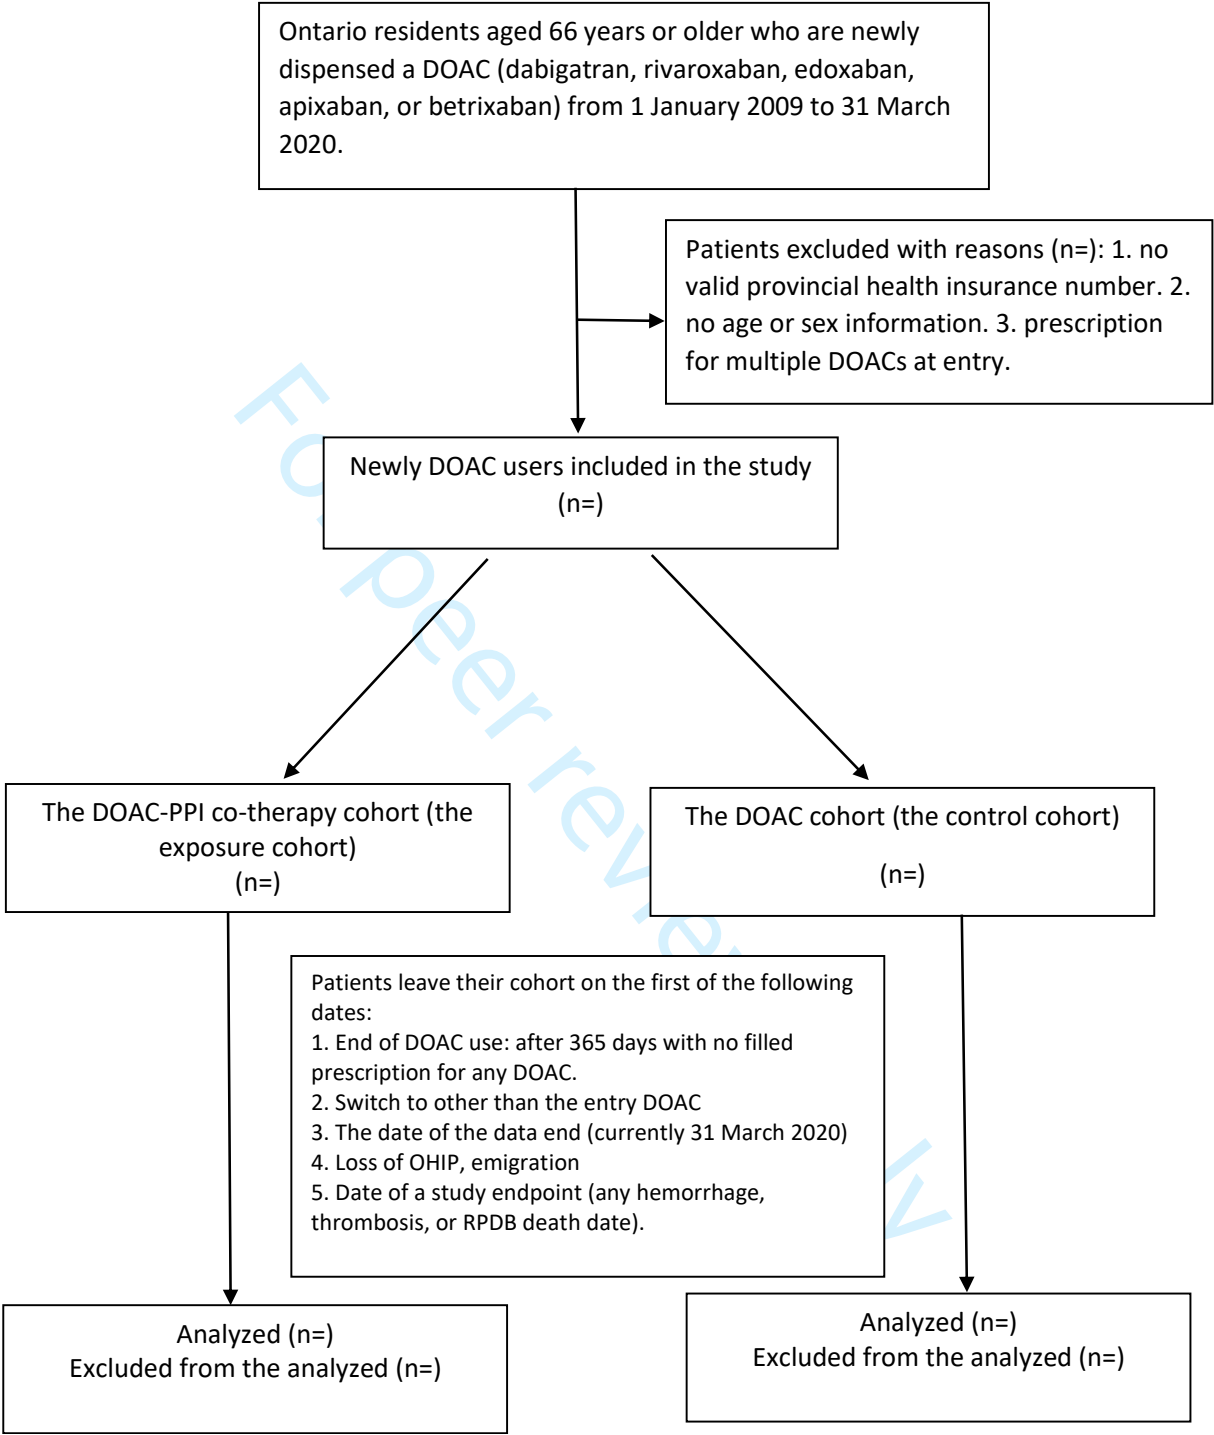 Ontario residents aged 66 years or older who are newly
dispensed a DOAC (dabigatran, rivaroxaban, edoxaban,
apixaban, or betrixaban) from 1 January 2009 to 31 March
2020.
Patients excluded with reasons (n=): 1. no
valid provincial health insurance number. 2.
no age or sex information. 3. prescription
for multiple DOACs at entry.
Newly DOAC users included in the study
(n=)
The DOAC-PPI co-therapy cohort (the
exposure cohort)
(n=)
The DOAC cohort (the control cohort)
(n=)
Patients leave their cohort on the first of the following
dates:
1. End of DOAC use: after 365 days with no filled
prescription for any DOAC.
2. Switch to other than the entry DOAC
3. The date of the data end (currently 31 March 2020)
4. Loss of OHIP, emigration
5. Date of a study endpoint (any hemorrhage,
thrombosis, or RPDB death date).
Analyzed (n=)
Excluded from the analyzed (n=)
Analyzed (n=)
Excluded from the analyzed (n=)
For peer review